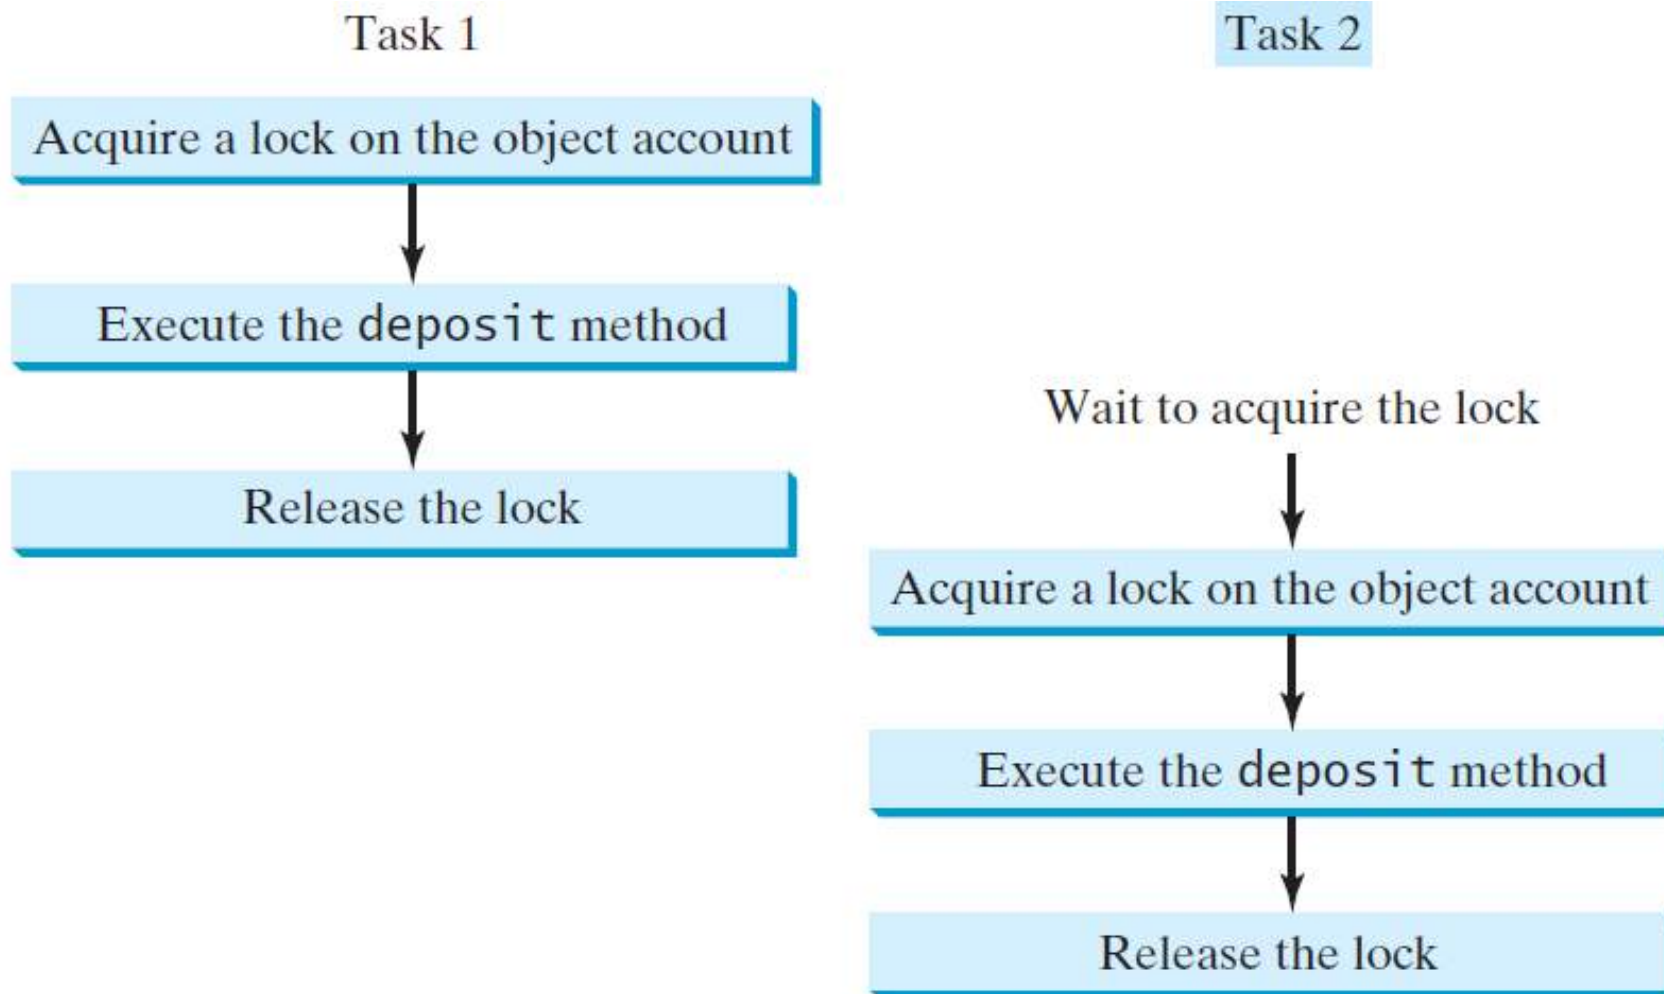 Task 1
Acquire a lock on the object account
Execute the deposit method
Release the lock
Task 2
Wait to acquire the lock
Acquire a lock on the object account
Execute the deposit method
Release the lock